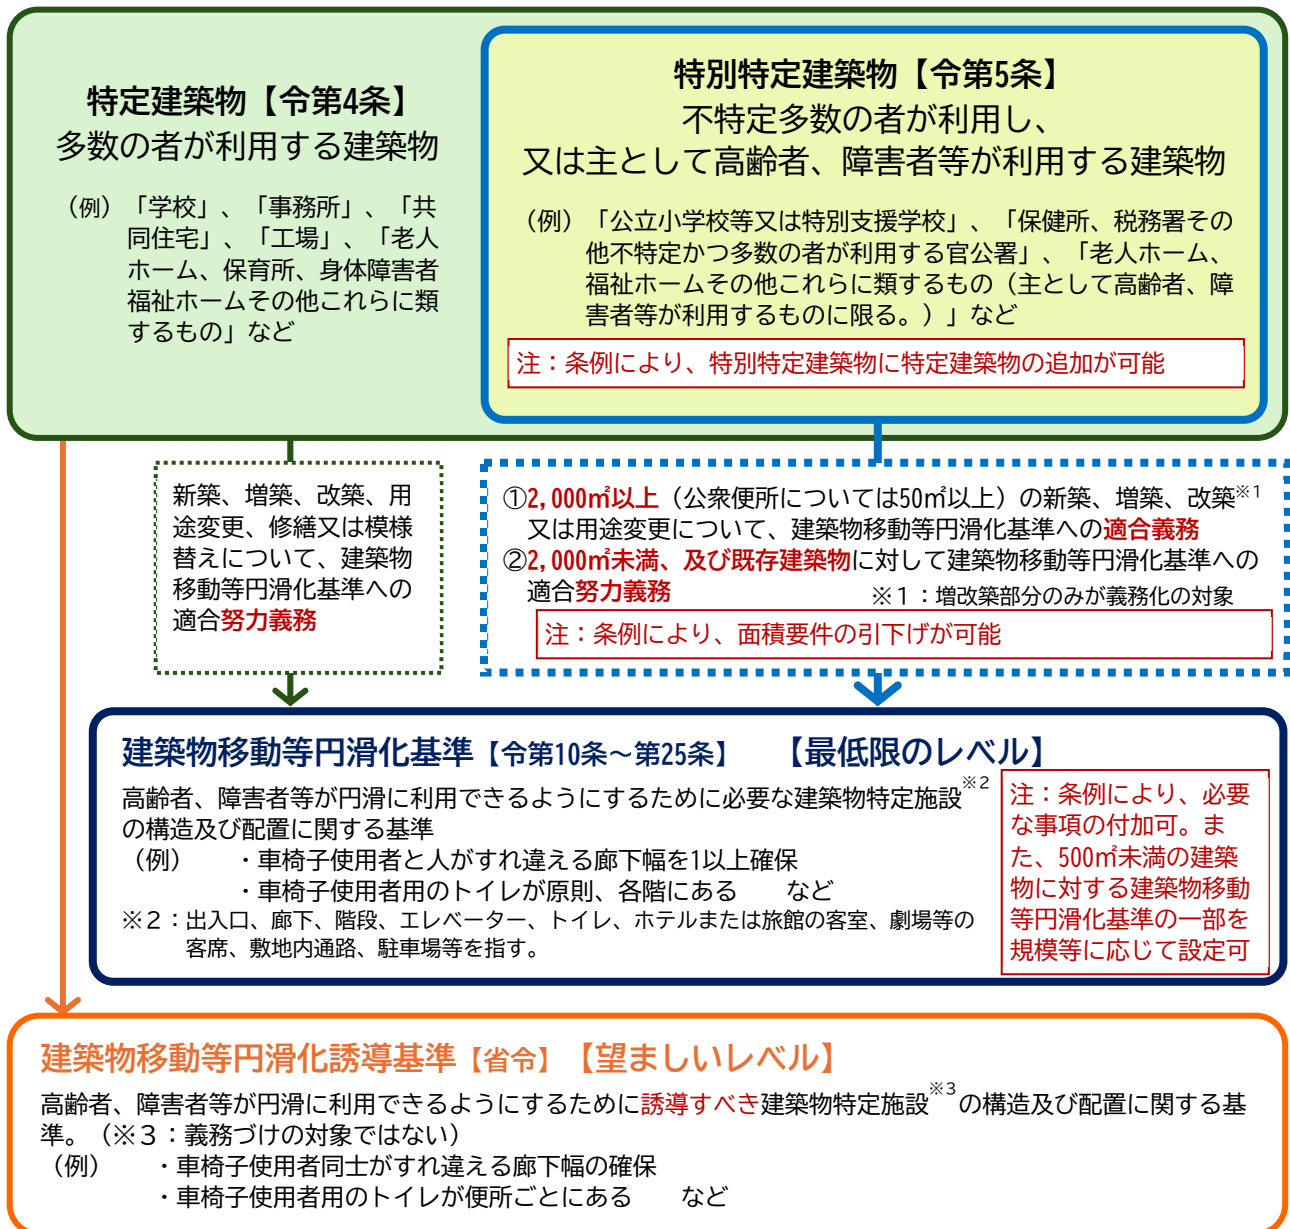 特定建築物【令第4条】
多数の者が利用する建築物
（例）「学校」、「事務所」、「共
同住宅」、「工場」、「老人
ホーム、保育所、身体障害者
福祉ホームその他これらに類
するもの」など
特別特定建築物【令第5条】
不特定多数の者が利用し、
又は主として高齢者、障害者等が利用する建築物
（例）「公立小学校等又は特別支援学校」、「保健所、税務署その
他不特定かつ多数の者が利用する官公署」、「老人ホーム、
福祉ホームその他これらに類するもの（主として高齢者、障
害者等が利用するものに限る。）」など
注：条例により、特別特定建築物に特定建築物の追加が可能
新築、増築、改築、用
途変更、修繕又は模様
替えについて、建築物
移動等円滑化基準への
適合努力義務
①2,000㎡以上（公衆便所については50㎡以上）の新築、増築、改築※1
又は用途変更について、建築物移動等円滑化基準への適合義務
②2,000㎡未満、及び既存建築物に対して建築物移動等円滑化基準への
適合努力義務　※１：増改築部分のみが義務化の対象
注：条例により、面積要件の引下げが可能
建築物移動等円滑化基準【令第10条～第25条】　【最低限のレベル】
高齢者、障害者等が円滑に利用できるようにするために必要な建築物特定施設※2
の構造及び配置に関する基準
（例）　・車椅子使用者と人がすれ違える廊下幅を1以上確保
・車椅子使用者用のトイレが原則、各階にある　など
※２：出入口、廊下、階段、エレベーター、トイレ、ホテルまたは旅館の客室、劇場等の
客席、敷地内通路、駐車場等を指す。
注：条例により、必要
な事項の付加可。ま
た、500㎡未満の建築
物に対する建築物移動
等円滑化基準の一部を
規模等に応じて設定可
建築物移動等円滑化誘導基準【省令】【望ましいレベル】
高齢者、障害者等が円滑に利用できるようにするために誘導すべき建築物特定施設※3の構造及び配置に関する基
準。（※３：義務づけの対象ではない）
（例）　・車椅子使用者同士がすれ違える廊下幅の確保
・車椅子使用者用のトイレが便所ごとにある　など